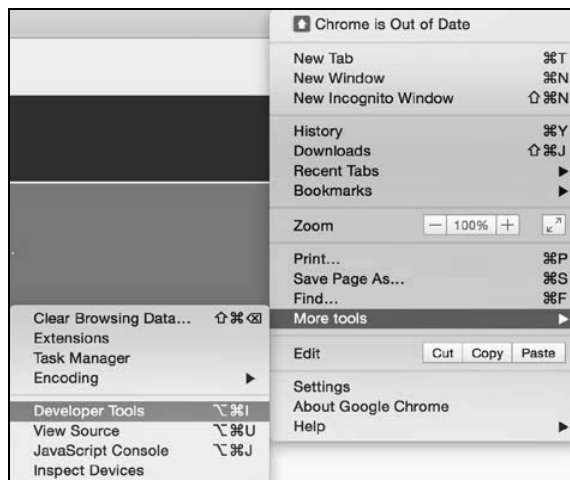 Chrome is Out of Date
New Tab ⌘T
New Window ⌘N
New Incognito Window ⇧⌘N
History ⌘Y
Downloads ⇧⌘J
Recent Tabs ▶
Bookmarks ▶
Zoom − 100% +
Print... ⌘P
Save Page As... ⌘S
Find... ⌘F
More tools ▶
Edit Cut Copy Paste
Settings
About Google Chrome
Help ▶
Clear Browsing Data... ⇧⌘⌫
Extensions
Task Manager
Encoding ▶
Developer Tools ⌥⌘I
View Source ⌥⌘U
JavaScript Console ⌥⌘J
Inspect Devices